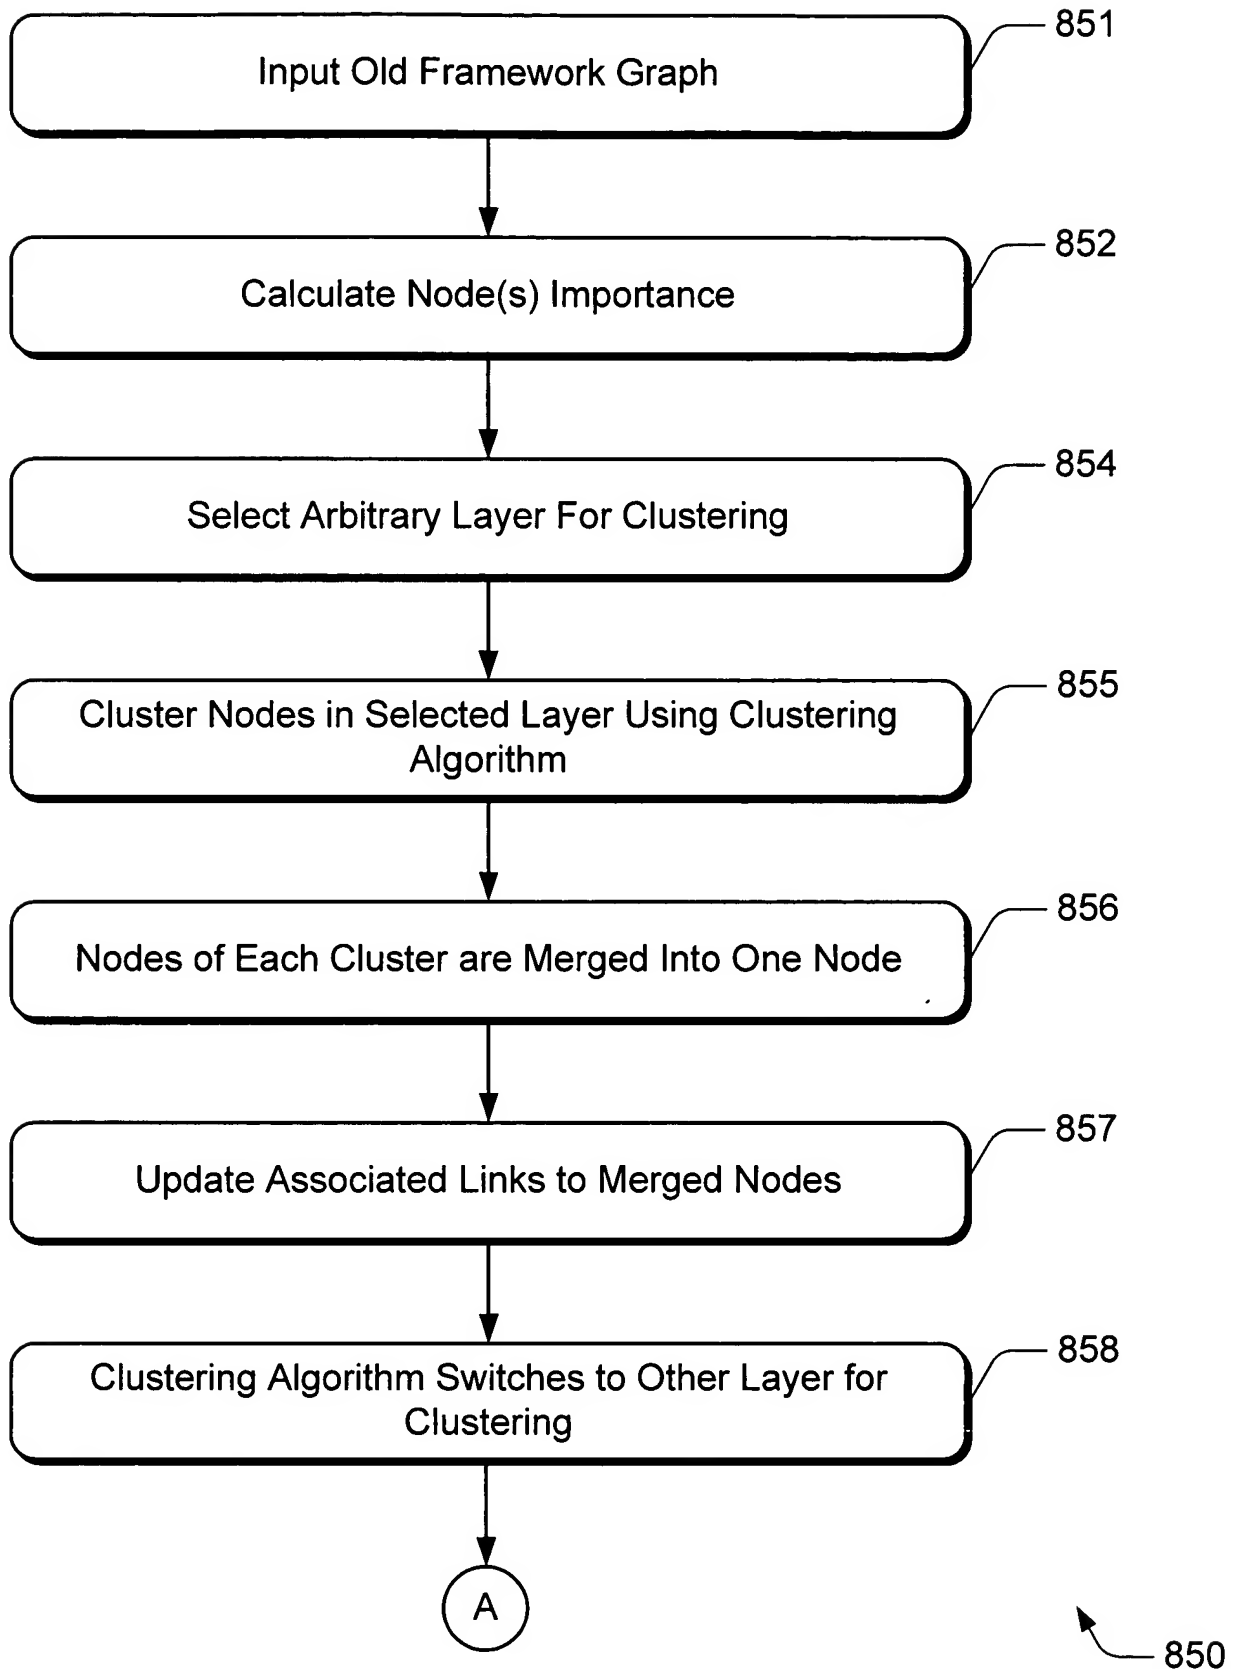 851
Input Old Framework Graph
852
Calculate Node(s) Importance
854
Select Arbitrary Layer For Clustering
855
Cluster Nodes in Selected Layer Using Clustering
Algorithm
856
Nodes of Each Cluster are Merged Into One Node
857
Update Associated Links to Merged Nodes
858
Clustering Algorithm Switches to Other Layer for
Clustering
A
850